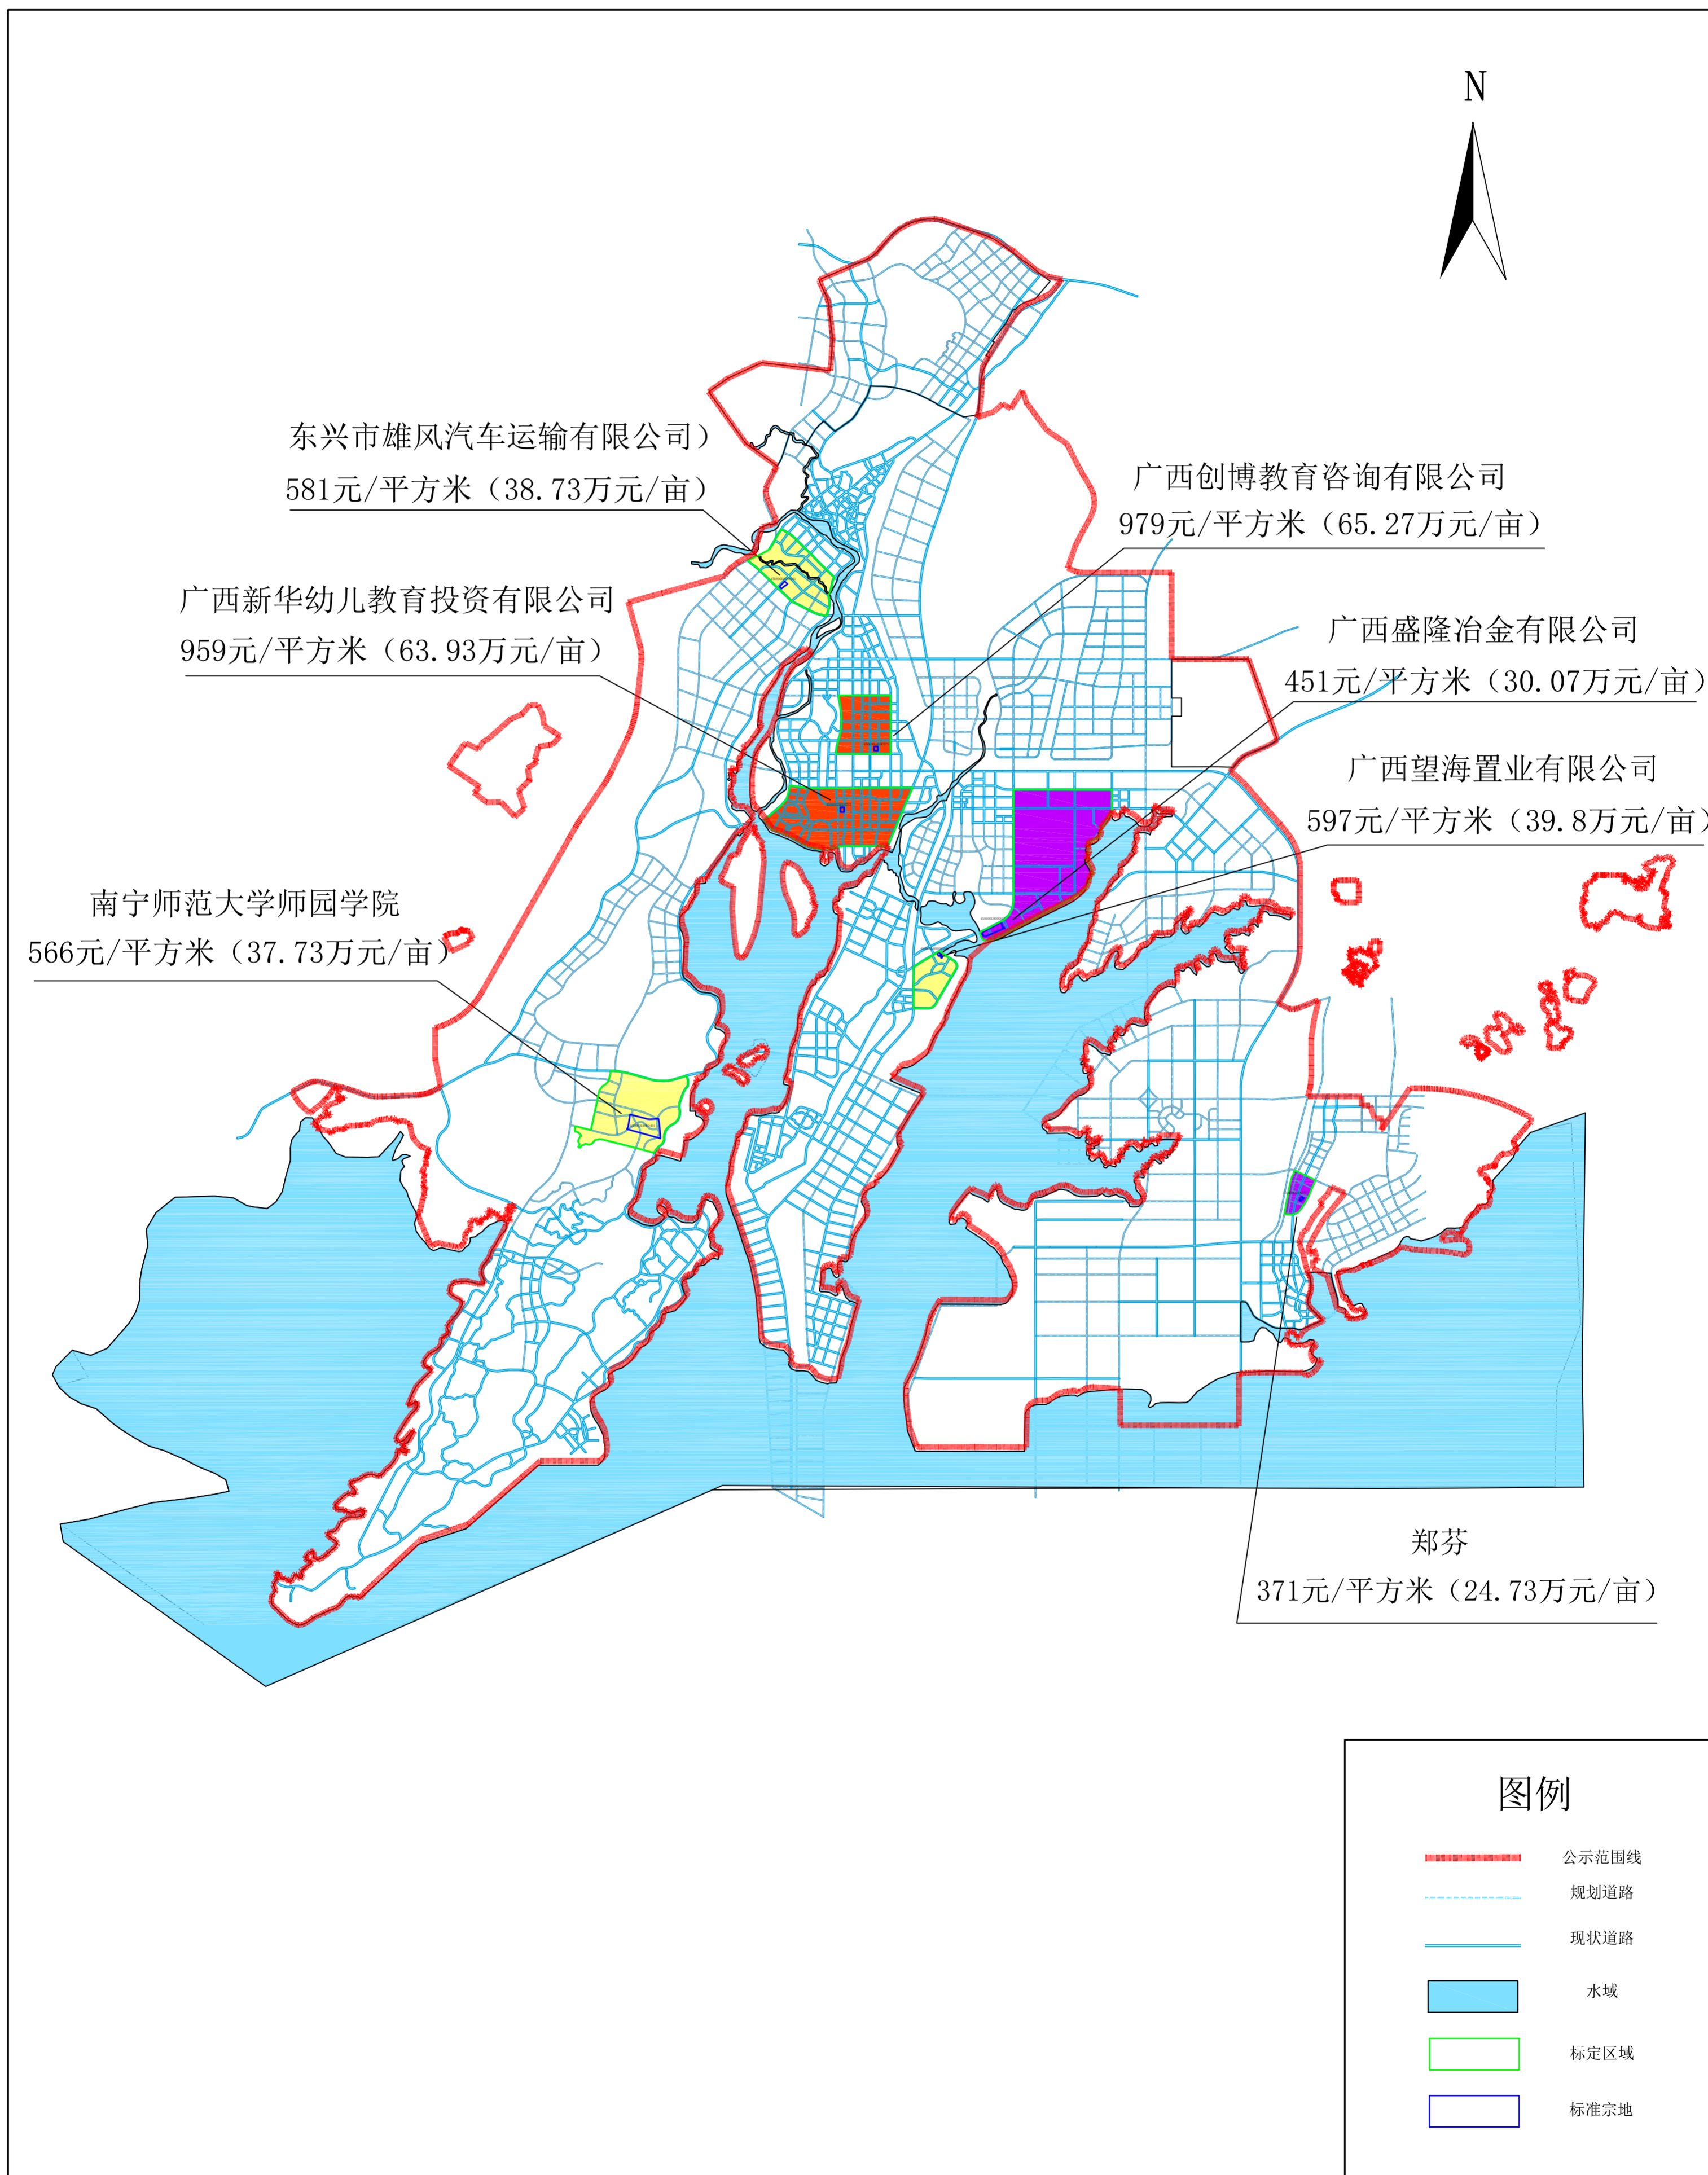 N
东兴市雄风汽车运输有限公司）
581元/平方米（38.73万元/亩）
广西创博教育咨询有限公司
979元/平方米（65.27万元/亩）
广西新华幼儿教育投资有限公司
959元/平方米（63.93万元/亩）
广西盛隆冶金有限公司
451元/平方米（30.07万元/亩）
广西望海置业有限公司
597元/平方米（39.8万元/亩）
南宁师范大学师园学院
566元/平方米（37.73万元/亩）
郑芬
371元/平方米（24.73万元/亩）
图例
公示范围线
规划道路
现状道路
水域
标定区域
标准宗地